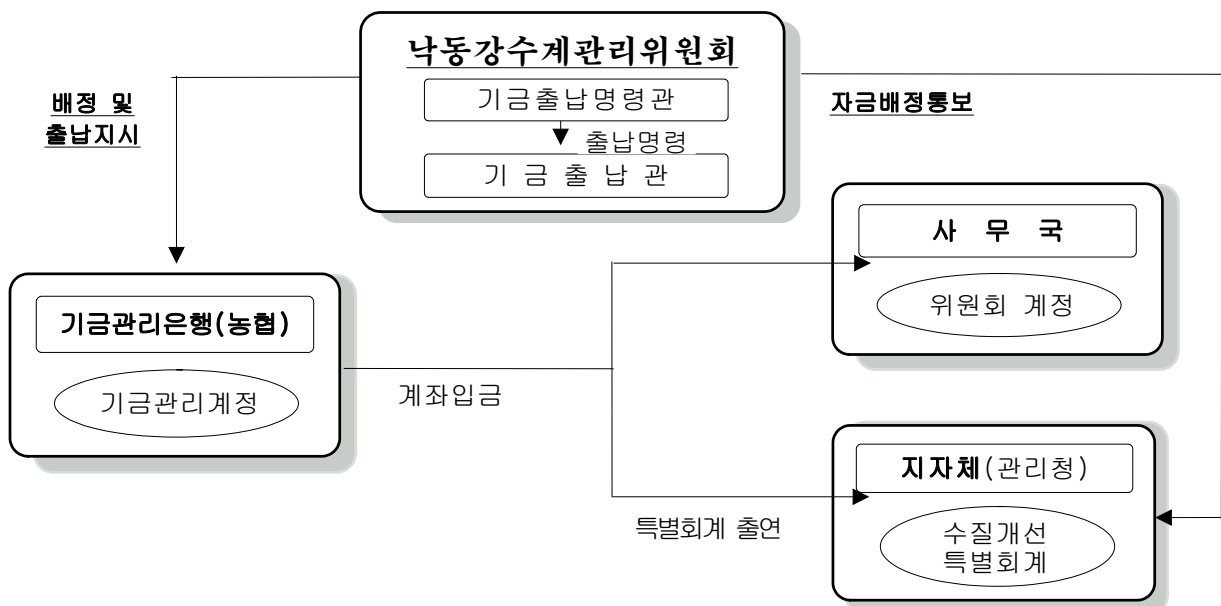 낙동강수계관리위원회
기금출납명령관
출납명령
기 금 출 납 관
배정 및
출납지시
자금배정통보
사 무 국
위원회 계정
기금관리은행(농협)
기금관리계정
계좌입금
지자체(관리청)
특별회계 출연
수질개선
특별회계